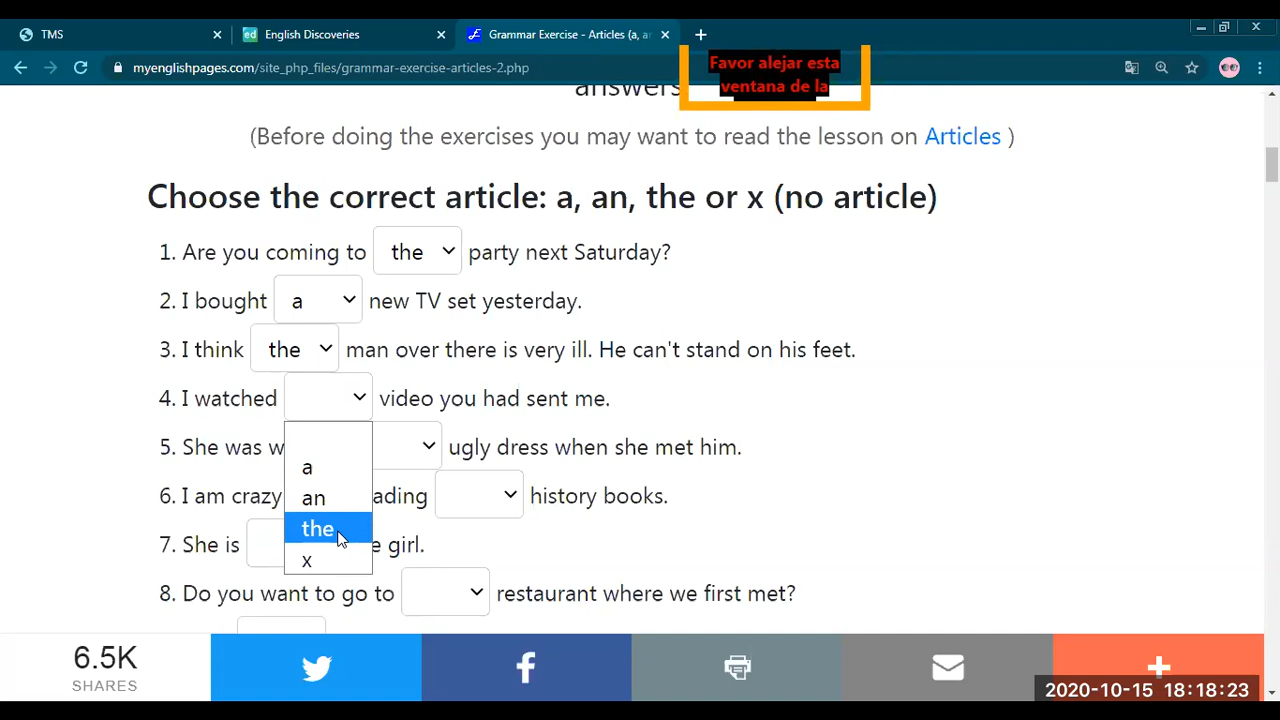 TMS
English Discoveries
Grammar Exercise - Articles (a, an
myenglishpages.com/site_php_files/grammar-exercise-articles-2.php
Favor alejar esta
ventana de la
answers
(Before doing the exercises you may want to read the lesson on Articles )
Choose the correct article: a, an, the or x (no article)
1. Are you coming to the party next Saturday?
2. I bought a new TV set yesterday.
3. I think the man over there is very ill. He can't stand on his feet.
4. I watched video you had sent me.
5. She was w ugly dress when she met him.
a
6. I am crazy ading history books.
an
the
7. She is e girl.
x
8. Do you want to go to restaurant where we first met?
6.5K
SHARES
2020-10-15 18:18:23